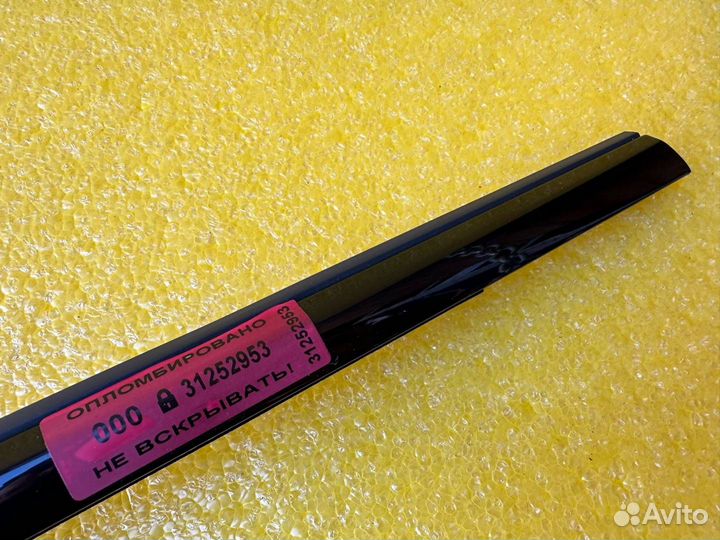 ОПЛОМБИРОВАНО
000 31252953
НЕ ВСКРЫВАТЬ!
31252953
Avito